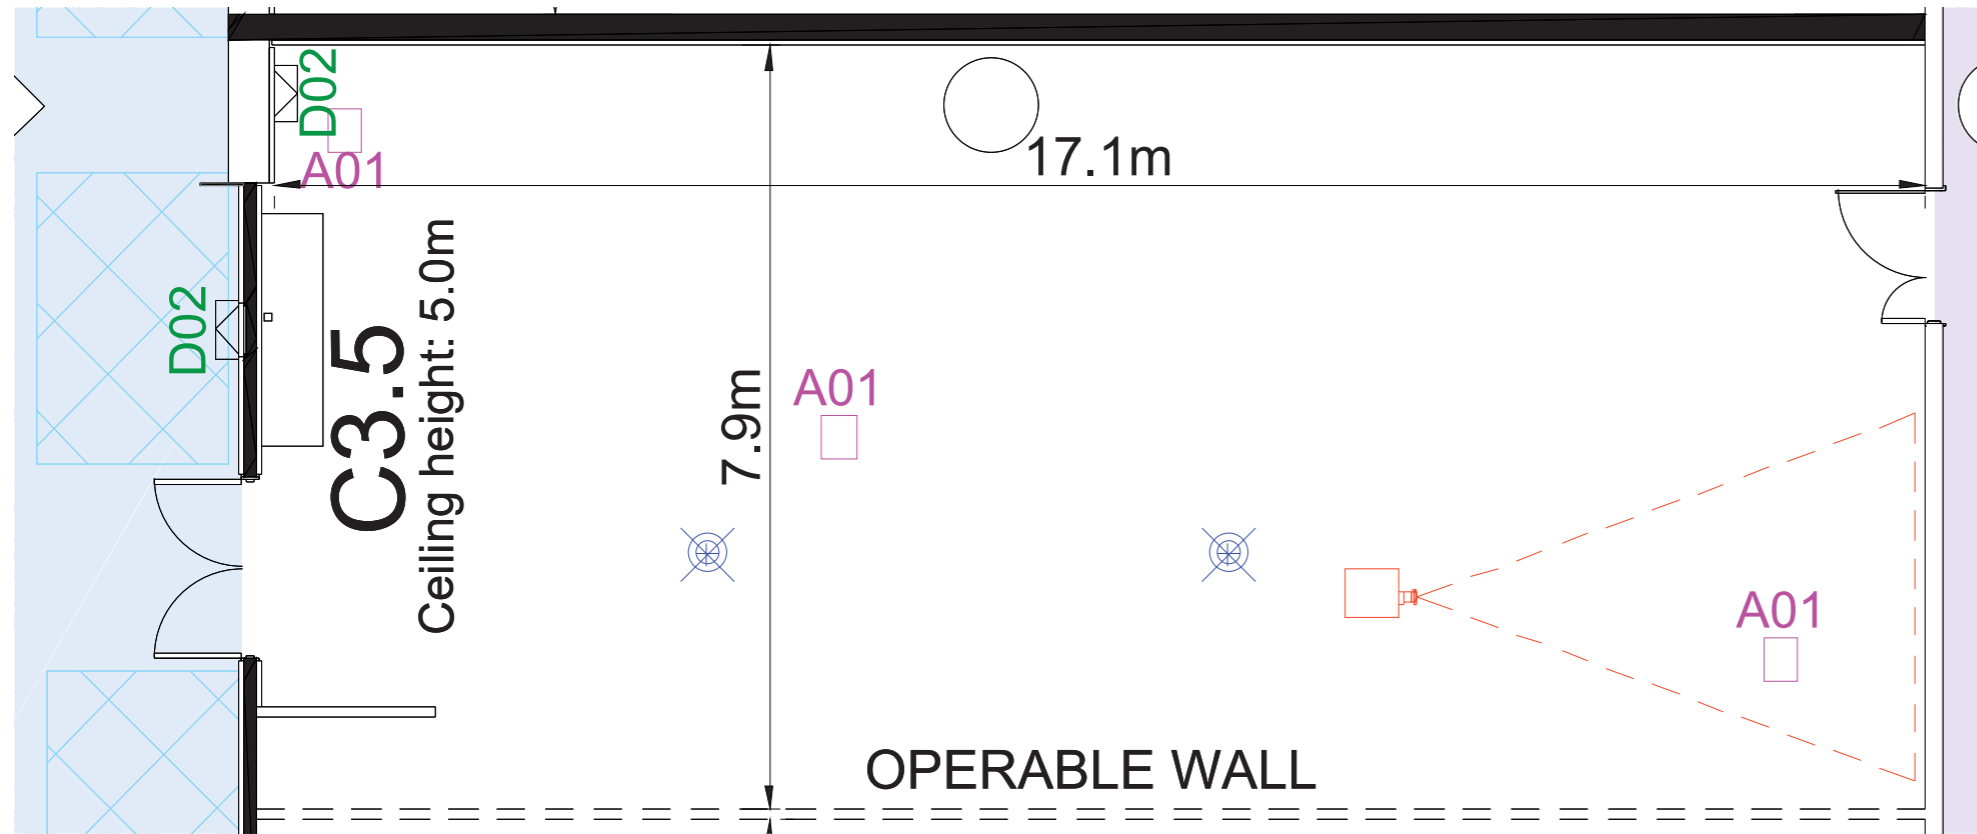 D02
A01
17.1m
D02
C3.5
Ceiling height: 5.0m
7.9m
A01
A01
OPERABLE WALL